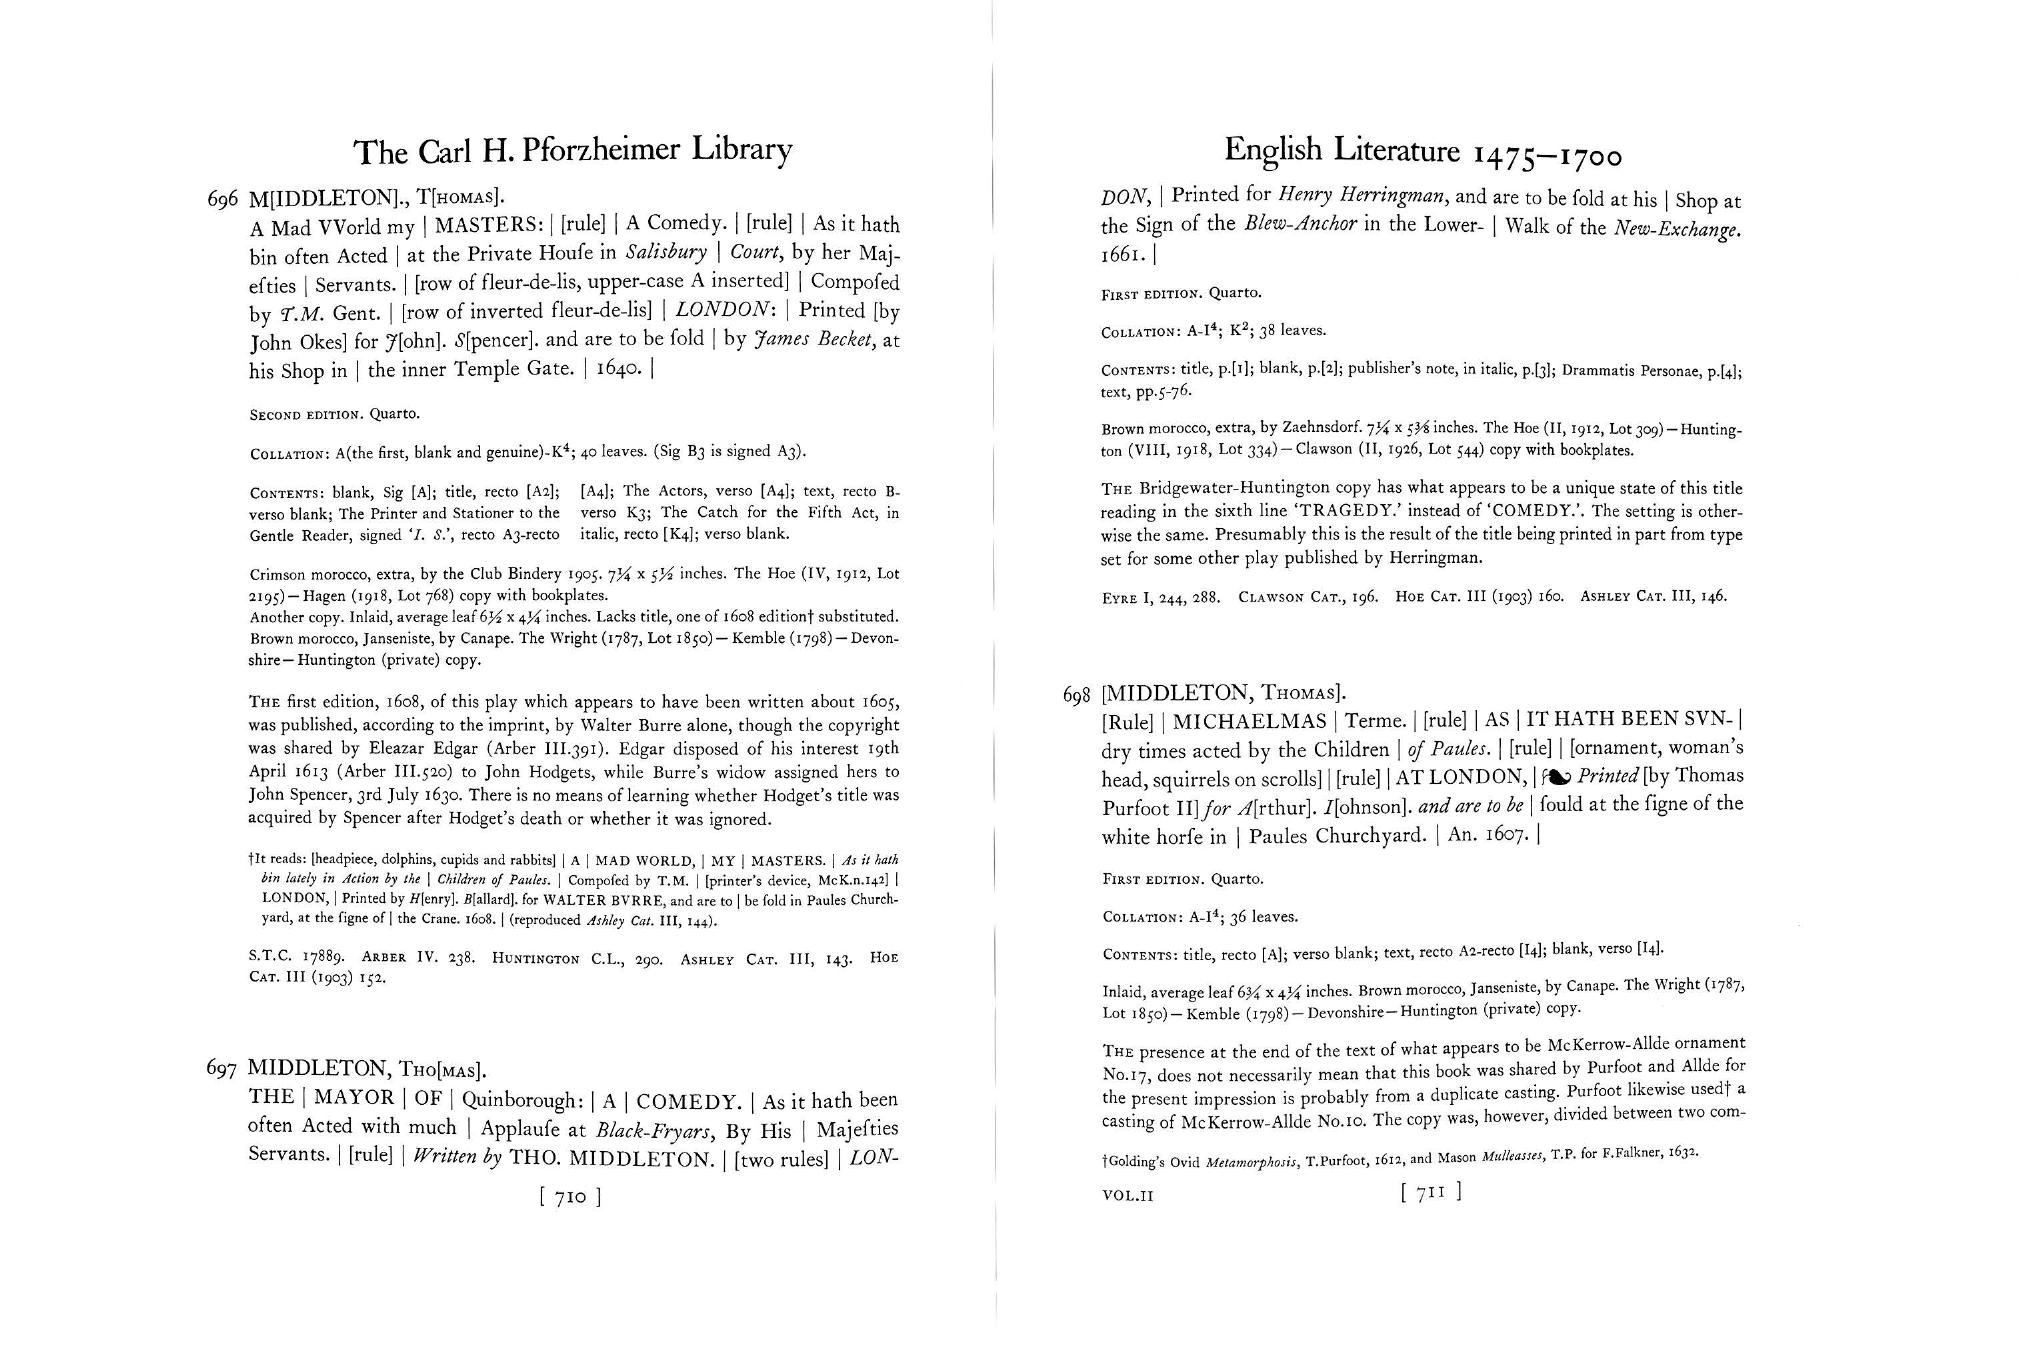 The Carl H. Pforzheimer Library
696 M[IDDLETON]., T[HOMAS].
A Mad VVorld my | MASTERS: | [rule] | A Comedy. | [rule] | As it hath
bin often Acted | at the Private Houſe in Salisbury | Court, by her Maj-
eſties | Servants. | [row of fleur-de-lis, upper-case A inserted] | Compoſed
by T.M. Gent. | [row of inverted fleur-de-lis] | LONDON: | Printed [by
John Okes] for J[ohn]. S[pencer]. and are to be ſold | by James Becket, at
his Shop in | the inner Temple Gate. | 1640. |
SECOND EDITION. Quarto.
COLLATION: A(the first, blank and genuine)-K⁴; 40 leaves. (Sig B3 is signed A3).
CONTENTS: blank, Sig [A]; title, recto [A2];
verso blank; The Printer and Stationer to the
Gentle Reader, signed ‘I. S.’, recto A3-recto
[A4]; The Actors, verso [A4]; text, recto B-
verso K3; The Catch for the Fifth Act, in
italic, recto [K4]; verso blank.
Crimson morocco, extra, by the Club Bindery 1905. 7¼ x 5½ inches. The Hoe (IV, 1912, Lot
2195)—Hagen (1918, Lot 768) copy with bookplates.
Another copy. Inlaid, average leaf 6½ x 4¼ inches. Lacks title, one of 1608 edition† substituted.
Brown morocco, Janseniste, by Canape. The Wright (1787, Lot 1850)—Kemble (1798)—Devon-
shire—Huntington (private) copy.
THE first edition, 1608, of this play which appears to have been written about 1605,
was published, according to the imprint, by Walter Burre alone, though the copyright
was shared by Eleazar Edgar (Arber III.391). Edgar disposed of his interest 19th
April 1613 (Arber III.520) to John Hodgets, while Burre’s widow assigned hers to
John Spencer, 3rd July 1630. There is no means of learning whether Hodget’s title was
acquired by Spencer after Hodget’s death or whether it was ignored.
†It reads: [headpiece, dolphins, cupids and rabbits] | A | MAD WORLD, | MY | MASTERS. | As it hath
bin lately in Action by the | Children of Paules. | Compoſed by T.M. | [printer’s device, McK.n.142] |
LONDON, | Printed by H[enry]. B[allard]. for WALTER BVRRE, and are to | be ſold in Paules Church-
yard, at the ſigne of | the Crane. 1608. | (reproduced Ashley Cat. III, 144).
S.T.C. 17889. ARBER IV. 238. HUNTINGTON C.L., 290. ASHLEY CAT. III, 143. HOE
CAT. III (1903) 152.
697 MIDDLETON, THO[MAS].
THE | MAYOR | OF | Quinborough: | A | COMEDY. | As it hath been
often Acted with much | Applauſe at Black-Fryars, By His | Majeſties
Servants. | [rule] | Written by THO. MIDDLETON. | [two rules] | LON-
[ 710 ]
English Literature 1475–1700
DON, | Printed for Henry Herringman, and are to be ſold at his | Shop at
the Sign of the Blew-Anchor in the Lower- | Walk of the New-Exchange.
1661. |
FIRST EDITION. Quarto.
COLLATION: A-I⁴; K²; 38 leaves.
CONTENTS: title, p.[1]; blank, p.[2]; publisher’s note, in italic, p.[3]; Drammatis Personae, p.[4];
text, pp.5-76.
Brown morocco, extra, by Zaehnsdorf. 7¼ x 5⅜ inches. The Hoe (II, 1912, Lot 309)—Hunting-
ton (VIII, 1918, Lot 334)—Clawson (II, 1926, Lot 544) copy with bookplates.
THE Bridgewater-Huntington copy has what appears to be a unique state of this title
reading in the sixth line ‘TRAGEDY.’ instead of ‘COMEDY.’. The setting is other-
wise the same. Presumably this is the result of the title being printed in part from type
set for some other play published by Herringman.
EYRE I, 244, 288. CLAWSON CAT., 196. HOE CAT. III (1903) 160. ASHLEY CAT. III, 146.
698 [MIDDLETON, THOMAS].
[Rule] | MICHAELMAS | Terme. | [rule] | AS | IT HATH BEEN SVN- |
dry times acted by the Children | of Paules. | [rule] | [ornament, woman’s
head, squirrels on scrolls] | [rule] | AT LONDON, | ❧ Printed [by Thomas
Purfoot II] for A[rthur]. I[ohnson]. and are to be | ſould at the ſigne of the
white horſe in | Paules Churchyard. | An. 1607. |
FIRST EDITION. Quarto.
COLLATION: A-I⁴; 36 leaves.
CONTENTS: title, recto [A]; verso blank; text, recto A2-recto [I4]; blank, verso [I4].
Inlaid, average leaf 6¾ x 4¼ inches. Brown morocco, Janseniste, by Canape. The Wright (1787,
Lot 1850)—Kemble (1798)—Devonshire—Huntington (private) copy.
THE presence at the end of the text of what appears to be McKerrow-Allde ornament
No.17, does not necessarily mean that this book was shared by Purfoot and Allde for
the present impression is probably from a duplicate casting. Purfoot likewise used† a
casting of McKerrow-Allde No.10. The copy was, however, divided between two com-
†Golding’s Ovid Metamorphosis, T.Purfoot, 1612, and Mason Mulleasses, T.P. for F.Falkner, 1632.
VOL.II
[ 711 ]